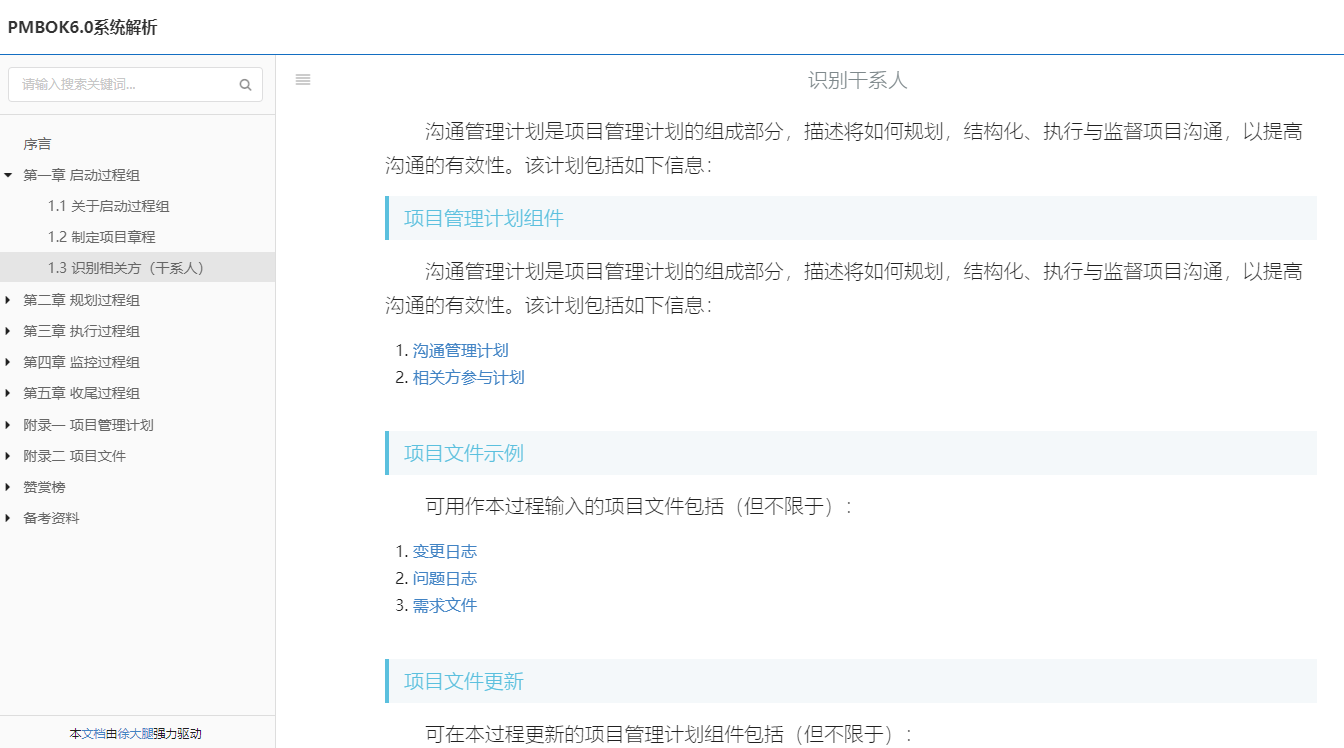 PMBOK6.0系统解析
请输入搜索关键词...
序言
第一章 启动过程组
1.1 关于启动过程组
1.2 制定项目章程
1.3 识别相关方（干系人）
第二章 规划过程组
第三章 执行过程组
第四章 监控过程组
第五章 收尾过程组
附录一 项目管理计划
附录二 项目文件
赞赏榜
备考资料
本文档由徐大腿强力驱动
识别干系人
沟通管理计划是项目管理计划的组成部分，描述将如何规划，结构化、执行与监督项目沟通，以提高
沟通的有效性。该计划包括如下信息：
项目管理计划组件
沟通管理计划是项目管理计划的组成部分，描述将如何规划，结构化、执行与监督项目沟通，以提高
沟通的有效性。该计划包括如下信息：
1. 沟通管理计划
2. 相关方参与计划
项目文件示例
可用作本过程输入的项目文件包括（但不限于）：
1. 变更日志
2. 问题日志
3. 需求文件
项目文件更新
可在本过程更新的项目管理计划组件包括（但不限于）：